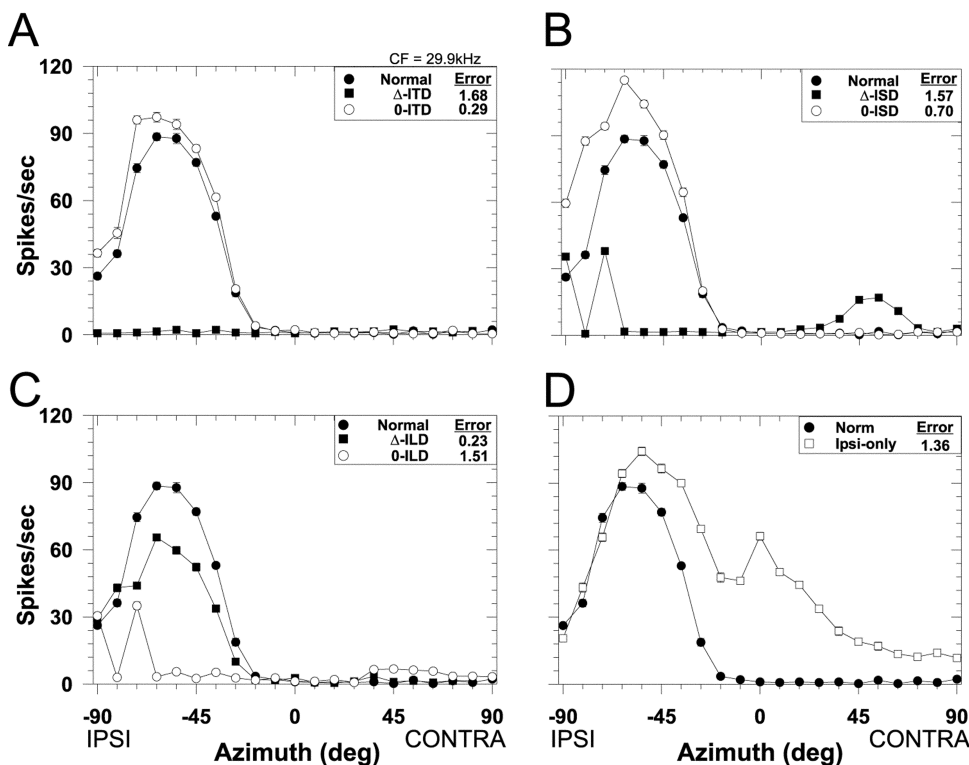 A
CF = 29.9kHz
Normal Error
Δ-ITD 1.68
0-ITD 0.29
120
90
60
30
0
Spikes/sec
B
Normal Error
Δ-ISD 1.57
0-ISD 0.70
C
Normal Error
Δ-ILD 0.23
0-ILD 1.51
120
90
60
30
0
Spikes/sec
-90 -45 0 45 90
IPSI Azimuth (deg) CONTRA
D
Norm Error
Ipsi-only 1.36
-90 -45 0 45 90
IPSI Azimuth (deg) CONTRA